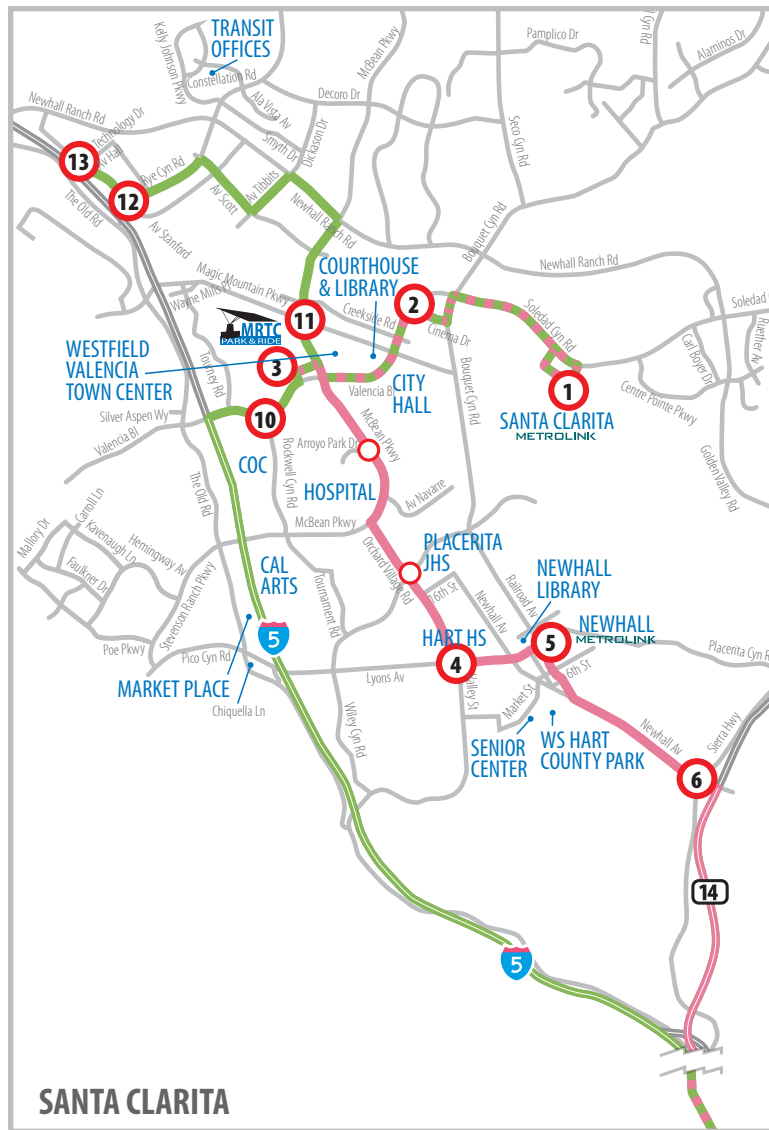 TRANSIT
OFFICES
Kelly Johnson Pkwy
Constellation Rd
Ala Vista Av
McBean Pkwy
Decoro Dr
Pamplico Dr
Alaminos Dr
Cyn Rd
Seco Cyn Rd
Newhall Ranch Rd
Technology Dr
Av Hall
Smyth Dr
Dickason Dr
13
Rye Cyn Rd
12
Av Scott
Av Tibbits
Newhall Ranch Rd
The Old Rd
Av Stanford
Bouquet Cyn Rd
Newhall Ranch Rd
COURTHOUSE
& LIBRARY
Magic Mountain Pkwy
Wayne Mills Pl
2
Creekside Rd
Cinema Dr
Soledad Cyn Rd
Soledad
Ruether Av
11
MRTC
PARK & RIDE
WESTFIELD
VALENCIA
TOWN CENTER
3
Tourney Rd
Valencia Bl
CITY
HALL
Bouquet Cyn Rd
1
Carl Boyer Dr
Centre Pointe Pkwy
SANTA CLARITA
METROLINK
Silver Aspen Wy
Valencia Bl
10
McBean Pkwy
Arroyo Park Dr
COC
Rockwell Cyn Rd
HOSPITAL
Golden Valley Rd
The Old Rd
Av Navarre
McBean Pkwy
Mallory Dr
Carroll Ln
Kavenaugh Ln
Hemingway Av
Faulkner Dr
Stevenson Ranch Pkwy
CAL
ARTS
Tournament Rd
Orchard Village Rd
PLACERITA
JHS
16th St
Newhall Av
Railroad Av
NEWHALL
LIBRARY
NEWHALL
METROLINK
5
HART HS
5
4
Placerita Cyn R
Poe Pkwy
Pico Cyn Rd
MARKET PLACE
Chiquella Ln
Lyons Av
Valley St
Market St
6th St
Wiley Cyn Rd
SENIOR
CENTER
WS HART
COUNTY PARK
Newhall Av
Sierra Hwy
6
14
5
SANTA CLARITA